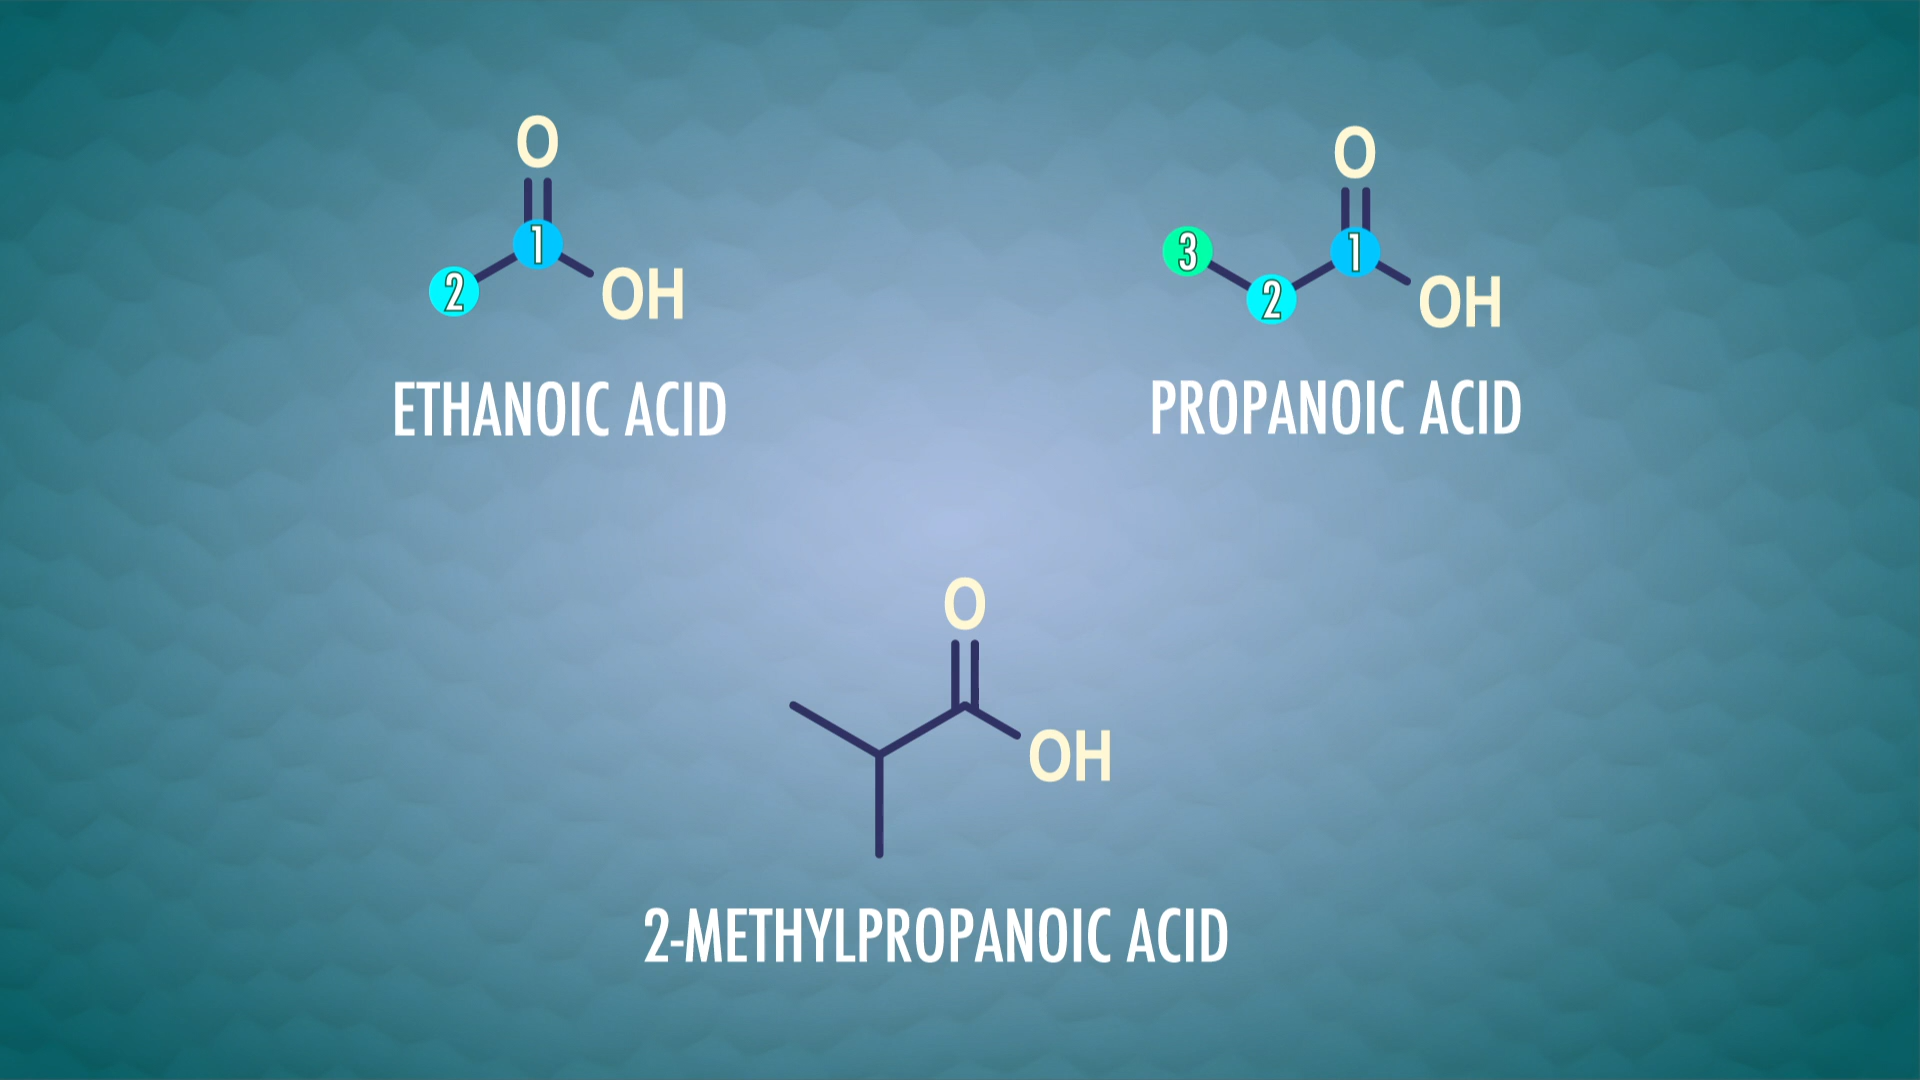 O
1
2
OH
ETHANOIC ACID
O
3
1
2
OH
PROPANOIC ACID
O
OH
2-METHYLPROPANOIC ACID